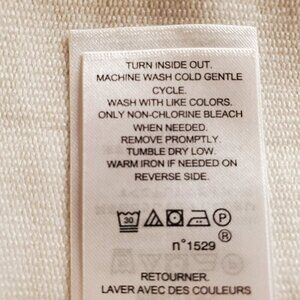 TURN INSIDE OUT.
MACHINE WASH COLD GENTLE
CYCLE.
WASH WITH LIKE COLORS.
ONLY NON-CHLORINE BLEACH
WHEN NEEDED.
REMOVE PROMPTLY.
TUMBLE DRY LOW.
WARM IRON IF NEEDED ON
REVERSE SIDE.
30 P
®
n°1529
RETOURNER.
LAVER AVEC DES COULEURS